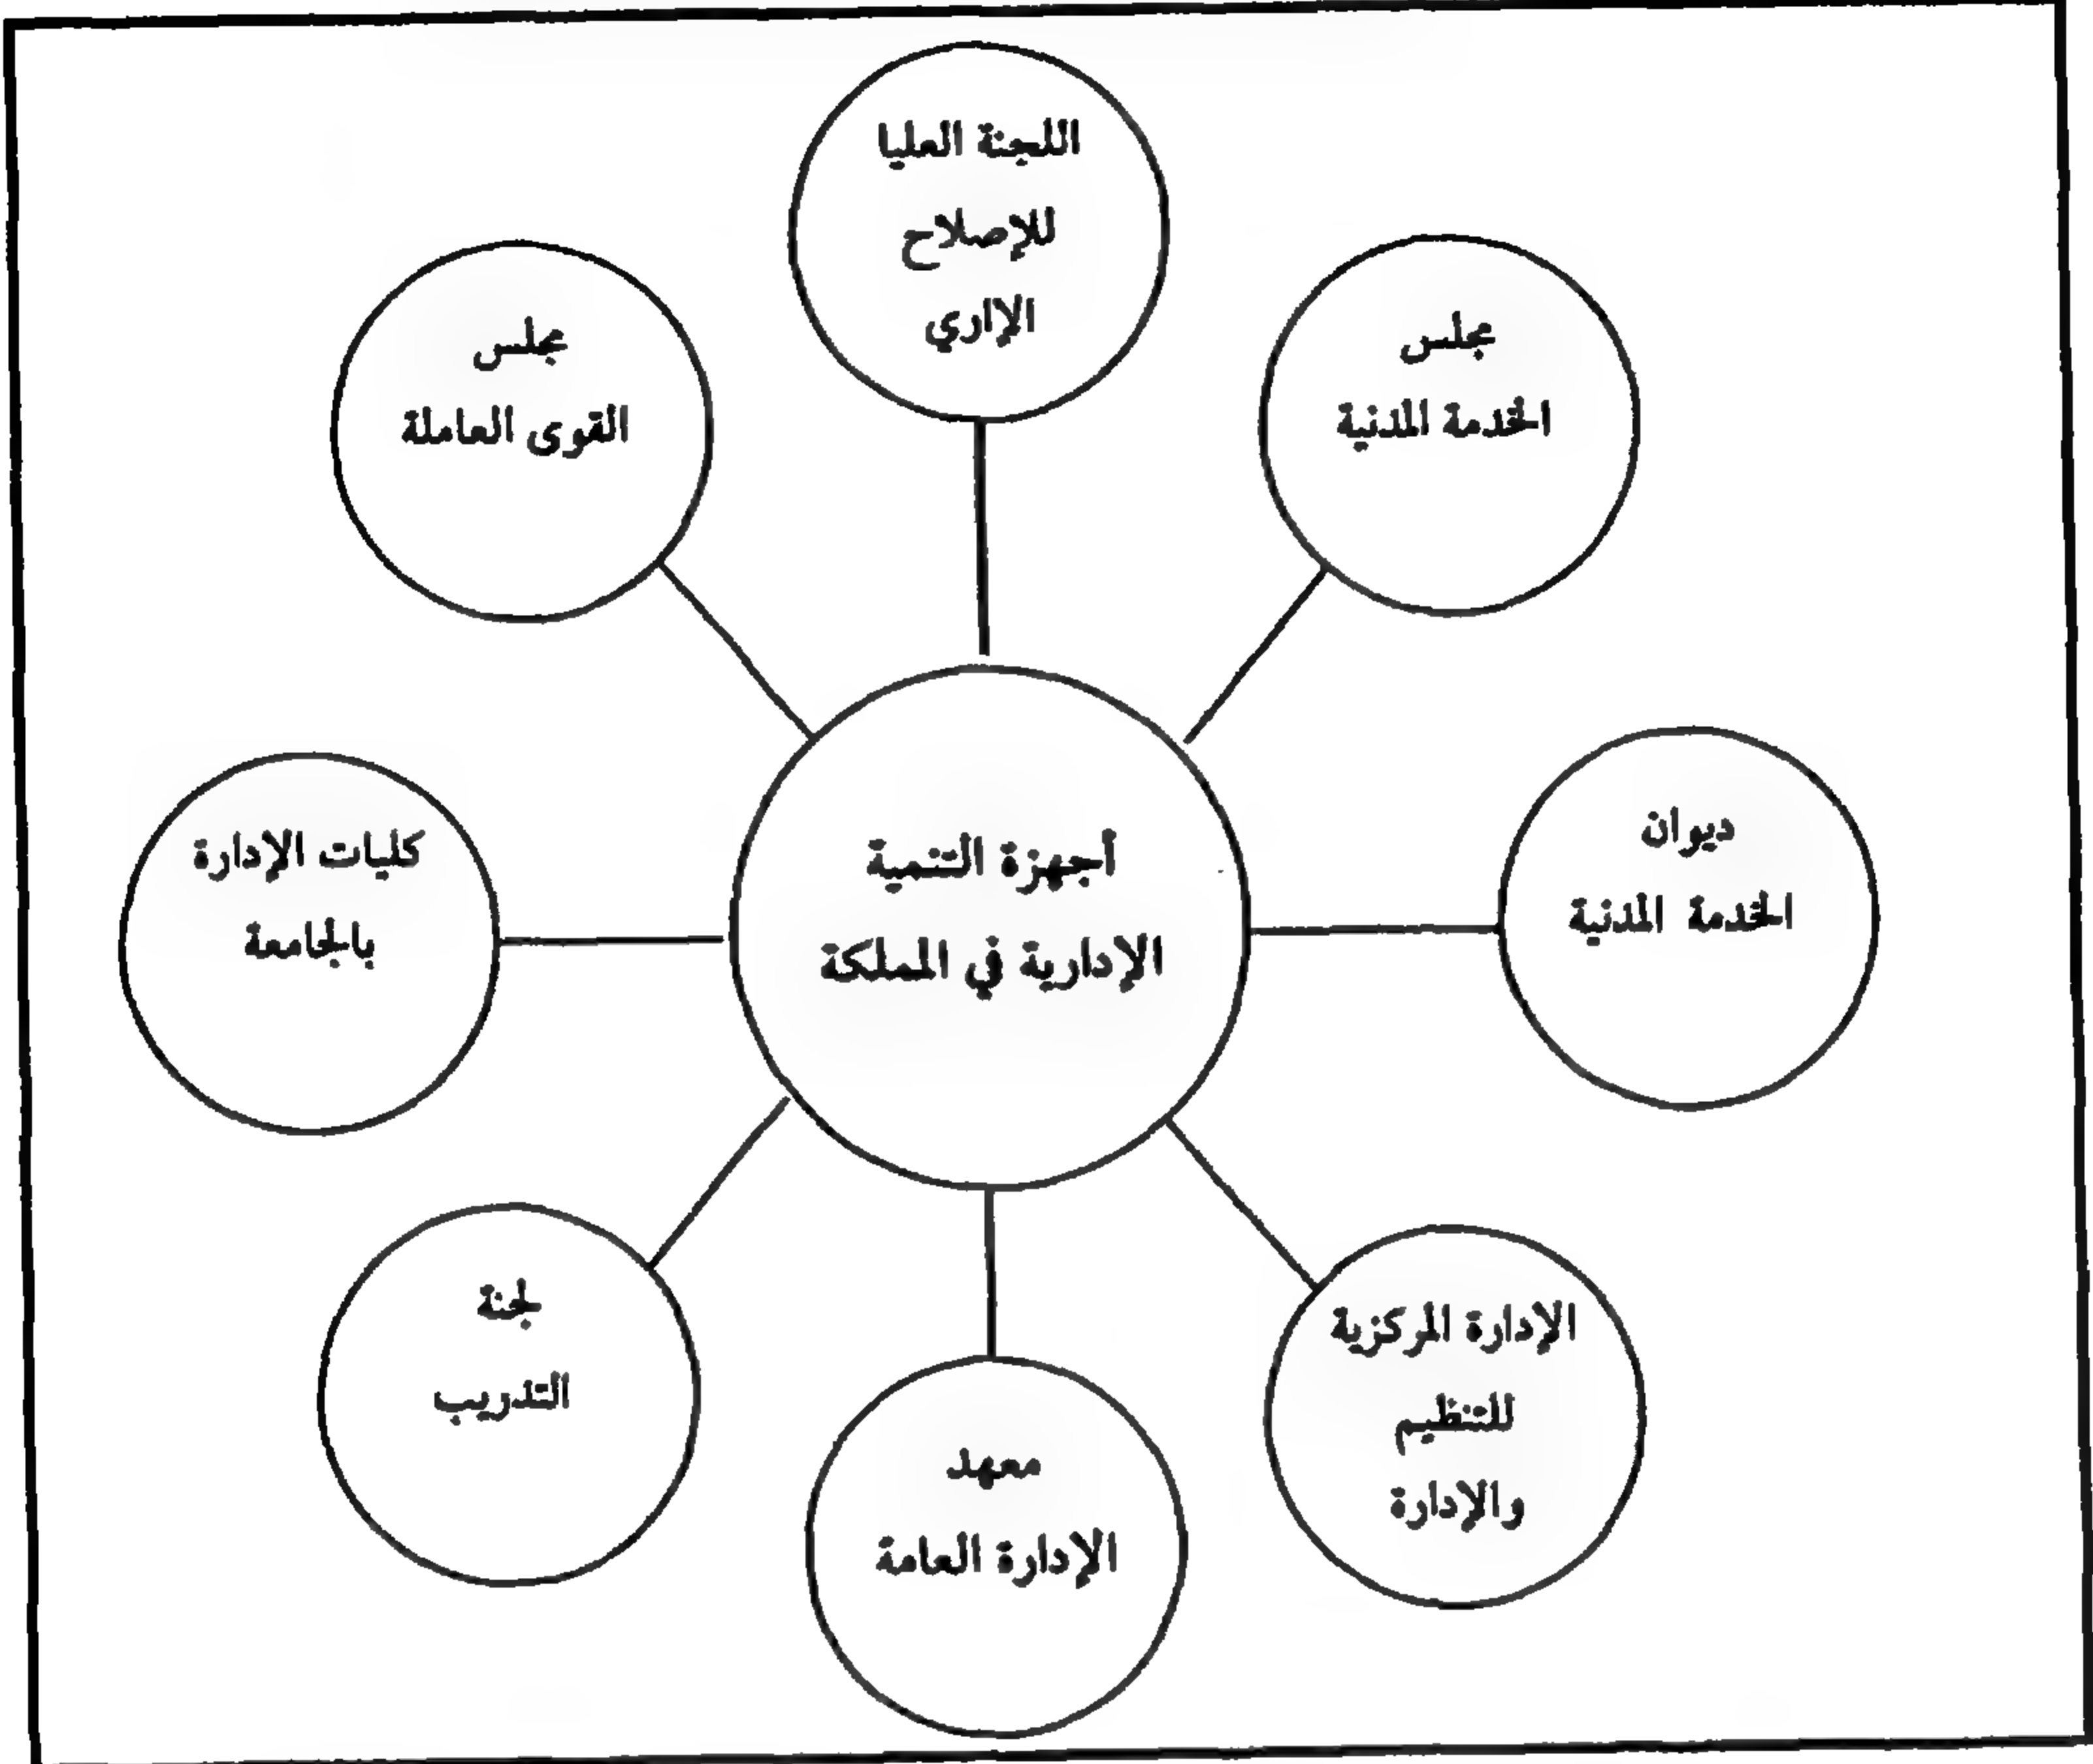 اللجنة العليا
للإصلاح
الإاري
مجلس
الخدمة المدنية
مجلس
القوى العاملة
ديوان
الخدمة المدنية
أجهزة التنمية
الإدارية في المملكة
كليات الإدارة
بالجامعة
الإدارة المركزية
للتنظيم
والإدارة
لجنة
التدريب
معهد
الإدارة العامة